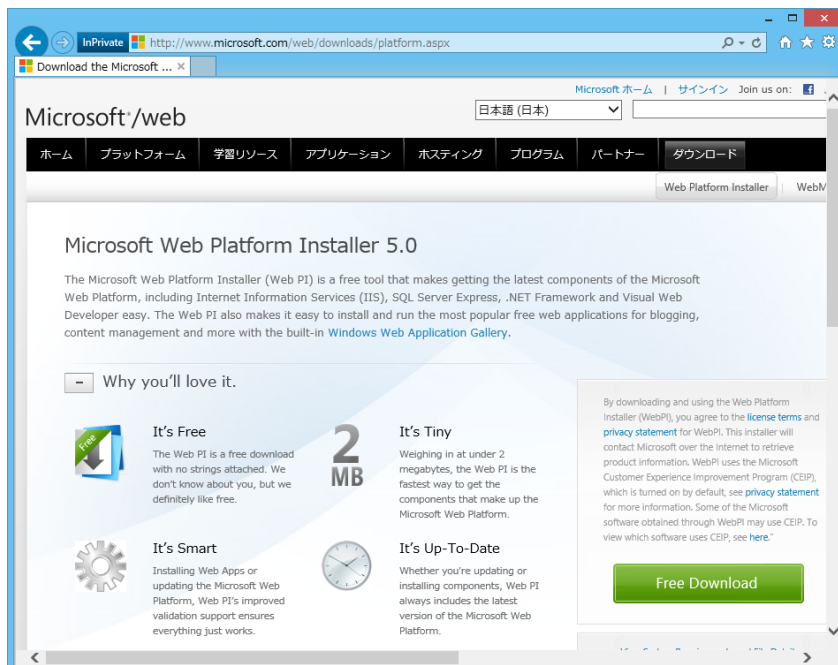 InPrivate http://www.microsoft.com/web/downloads/platform.aspx
Download the Microsoft ...
Microsoft ホーム | サインイン Join us on:
Microsoft®/web
日本語 (日本)
ホーム プラットフォーム 学習リソース アプリケーション ホスティング プログラム パートナー ダウンロード
Web Platform Installer | WebM
Microsoft Web Platform Installer 5.0
The Microsoft Web Platform Installer (Web PI) is a free tool that makes getting the latest components of the Microsoft
Web Platform, including Internet Information Services (IIS), SQL Server Express, .NET Framework and Visual Web
Developer easy. The Web PI also makes it easy to install and run the most popular free web applications for blogging,
content management and more with the built-in Windows Web Application Gallery.
Why you'll love it.
Free
It's Free
The Web PI is a free download
with no strings attached. We
don't know about you, but we
definitely like free.
2
MB
It's Tiny
Weighing in at under 2
megabytes, the Web PI is the
fastest way to get the
components that make up the
Microsoft Web Platform.
It's Smart
Installing Web Apps or
updating the Microsoft Web
Platform, Web PI's improved
validation support ensures
everything just works.
It's Up-To-Date
Whether you're updating or
installing components, Web PI
always includes the latest
version of the Microsoft Web
Platform.
By downloading and using the Web Platform
Installer (WebPI), you agree to the license terms and
privacy statement for WebPI. This installer will
contact Microsoft over the Internet to retrieve
product information. WebPI uses the Microsoft
Customer Experience Improvement Program (CEIP),
which is turned on by default, see privacy statement
for more information. Some of the Microsoft
software obtained through WebPI may use CEIP. To
view which software uses CEIP, see here."
Free Download